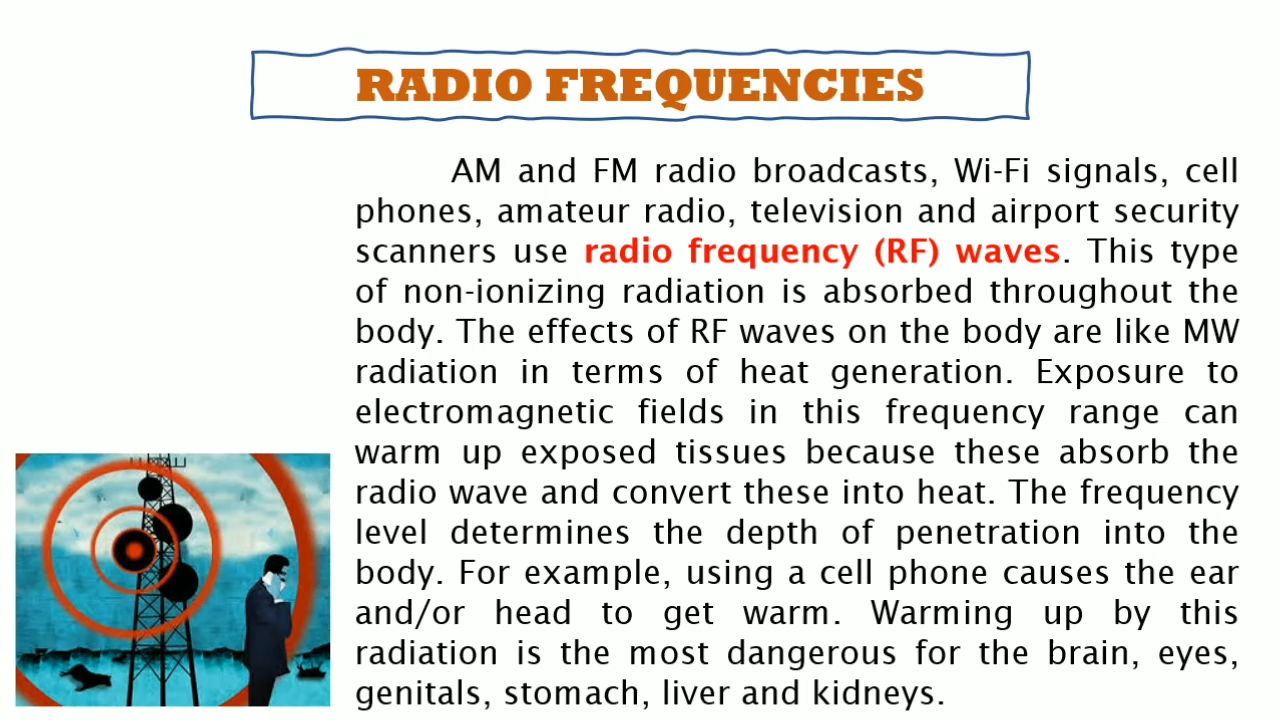 RADIO FREQUENCIES
AM and FM radio broadcasts, Wi-Fi signals, cell
phones, amateur radio, television and airport security
scanners use radio frequency (RF) waves. This type
of non-ionizing radiation is absorbed throughout the
body. The effects of RF waves on the body are like MW
radiation in terms of heat generation. Exposure to
electromagnetic fields in this frequency range can
warm up exposed tissues because these absorb the
radio wave and convert these into heat. The frequency
level determines the depth of penetration into the
body. For example, using a cell phone causes the ear
and/or head to get warm. Warming up by this
radiation is the most dangerous for the brain, eyes,
genitals, stomach, liver and kidneys.